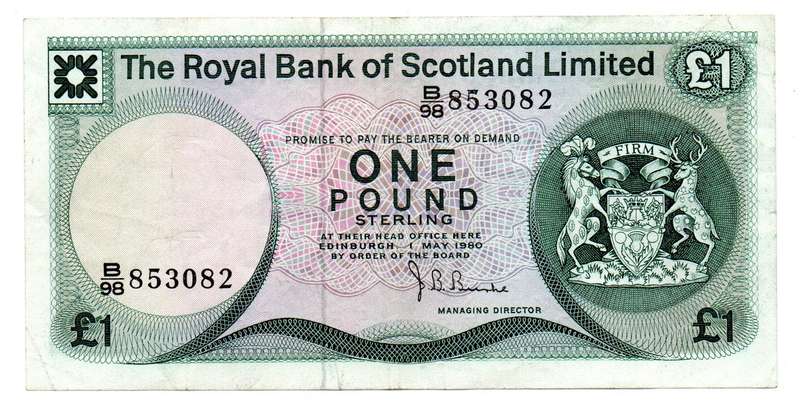 The Royal Bank of Scotland Limited
£1
B/98 853082
PROMISE TO PAY THE BEARER ON DEMAND
ONE
POUND
STERLING
AT THEIR HEAD OFFICE HERE
EDINBURGH 1 MAY 1980
BY ORDER OF THE BOARD
J B Burke
MANAGING DIRECTOR
FIRM
B/98 853082
£1
£1